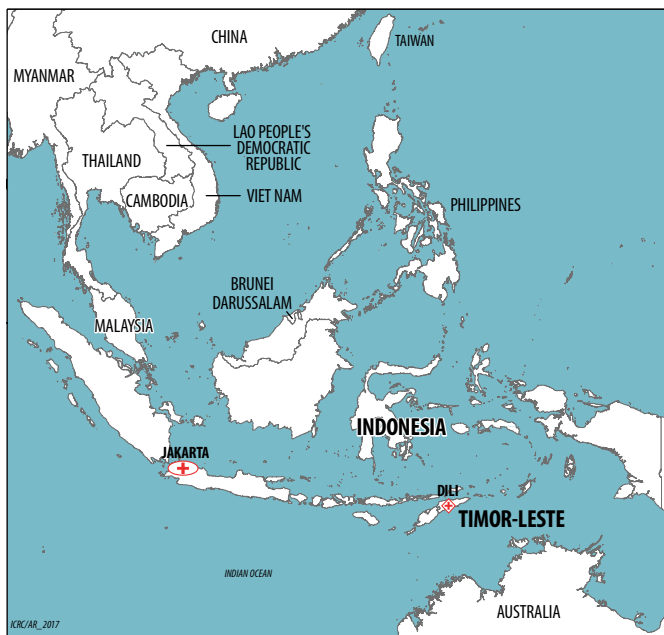 CHINA
TAIWAN
MYANMAR
LAO PEOPLE'S
DEMOCRATIC
REPUBLIC
THAILAND
CAMBODIA
VIET NAM
PHILIPPINES
BRUNEI
DARUSSALAM
MALAYSIA
INDONESIA
JAKARTA
DILI
TIMOR-LESTE
INDIAN OCEAN
AUSTRALIA
ICRC/AR_2017